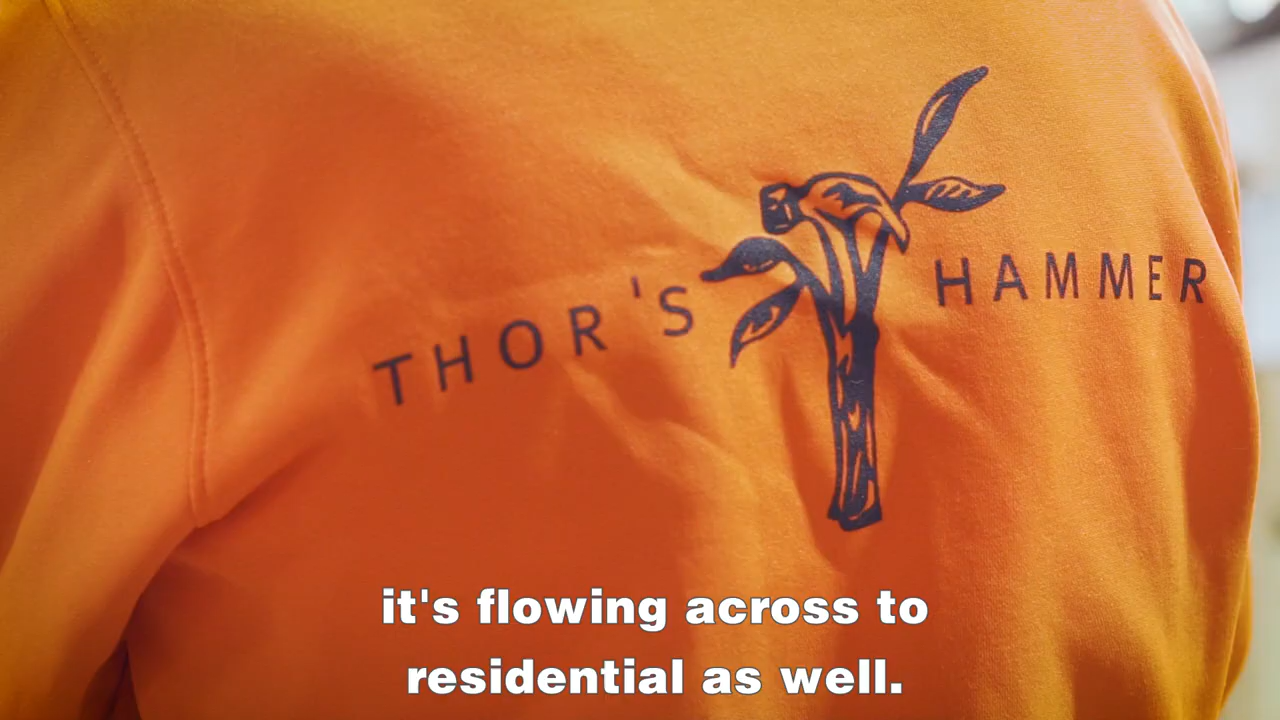 THOR'S HAMMER
it's flowing across to
residential as well.